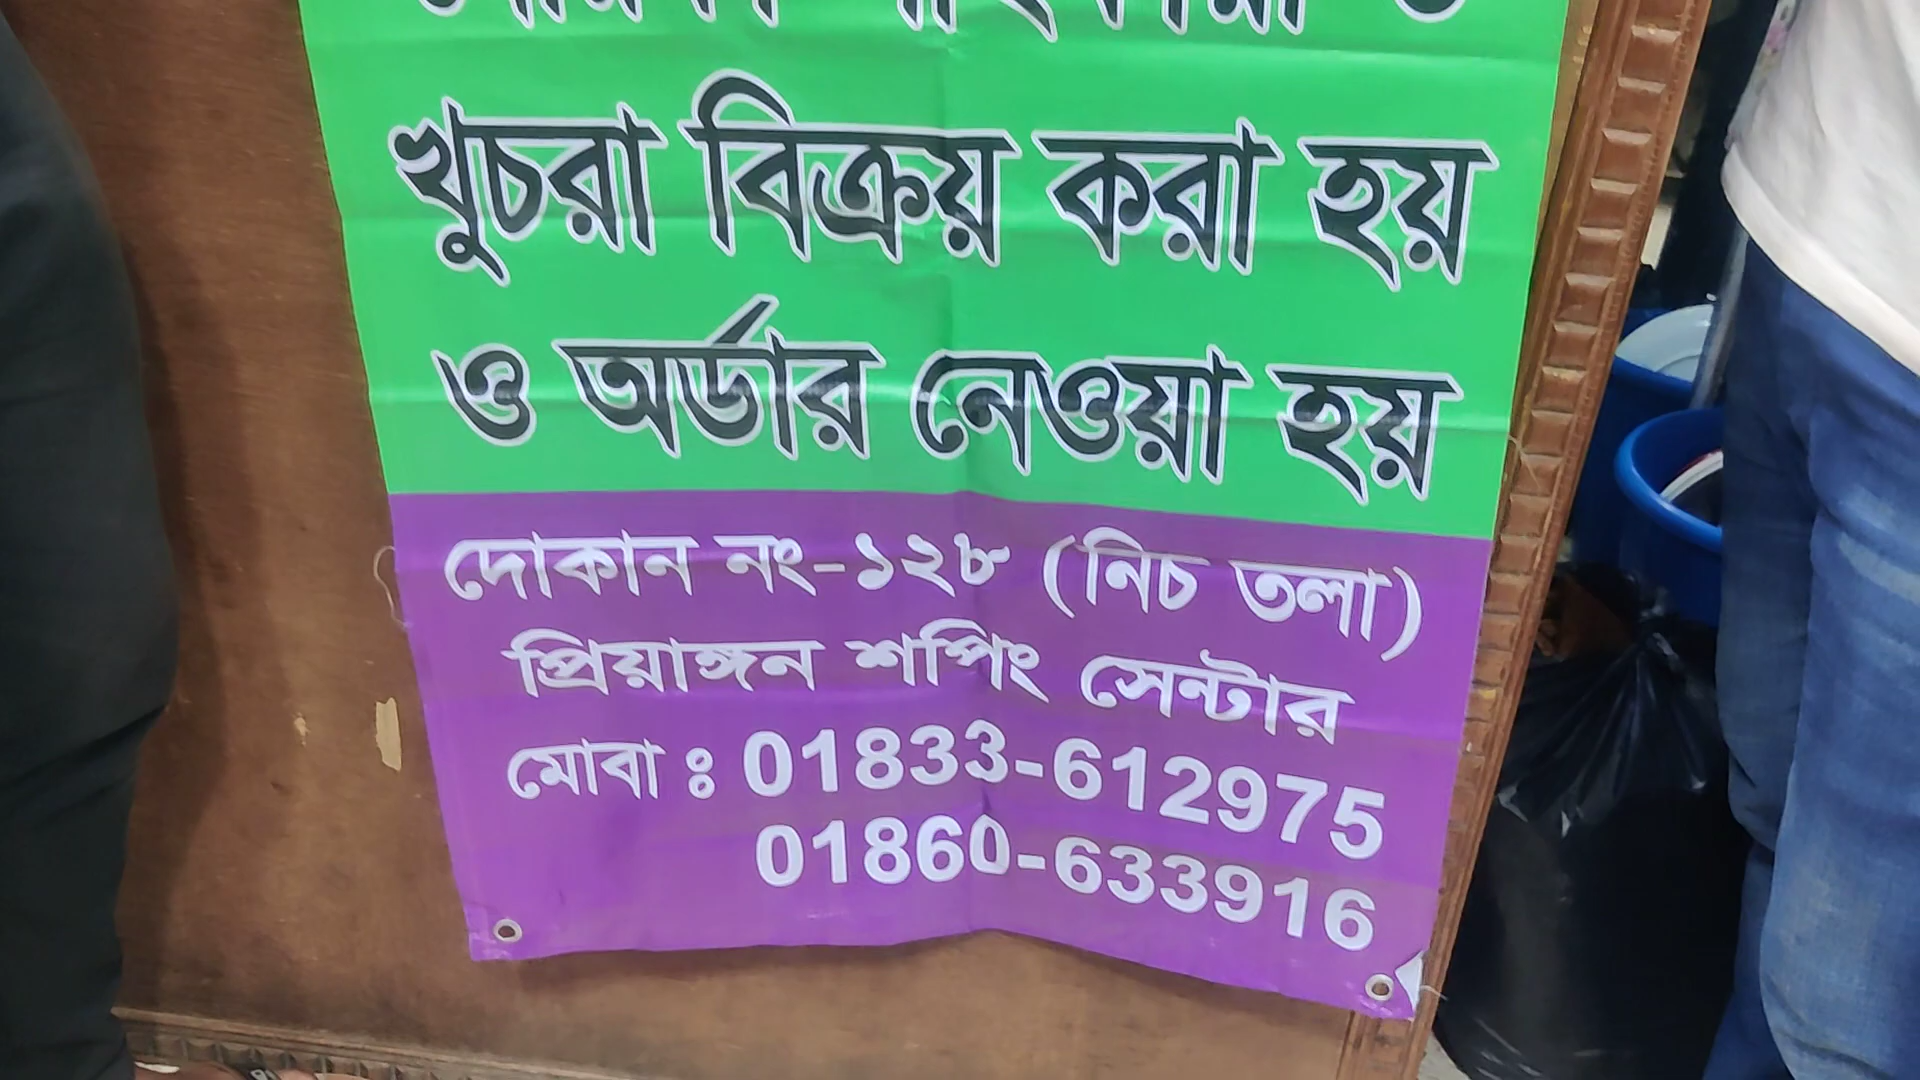 খুচরা বিক্রয় করা হয়
ও অর্ডার নেওয়া হয়
দোকান নং-১২৮ (নিচ তলা)
প্রিয়াঙ্গন শপিং সেন্টার
মোবা ঃ 01833-612975
01860-633916